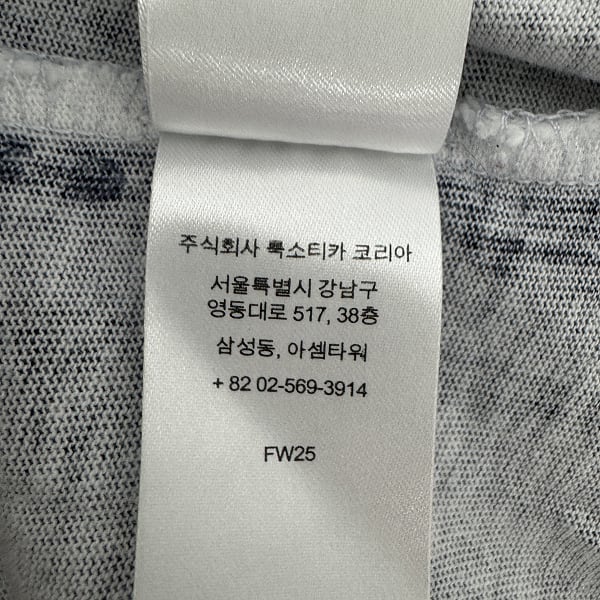 주식회사 룩소티카 코리아
서울특별시 강남구
영동대로 517, 38층
삼성동, 아셈타워
+ 82 02-569-3914
FW25